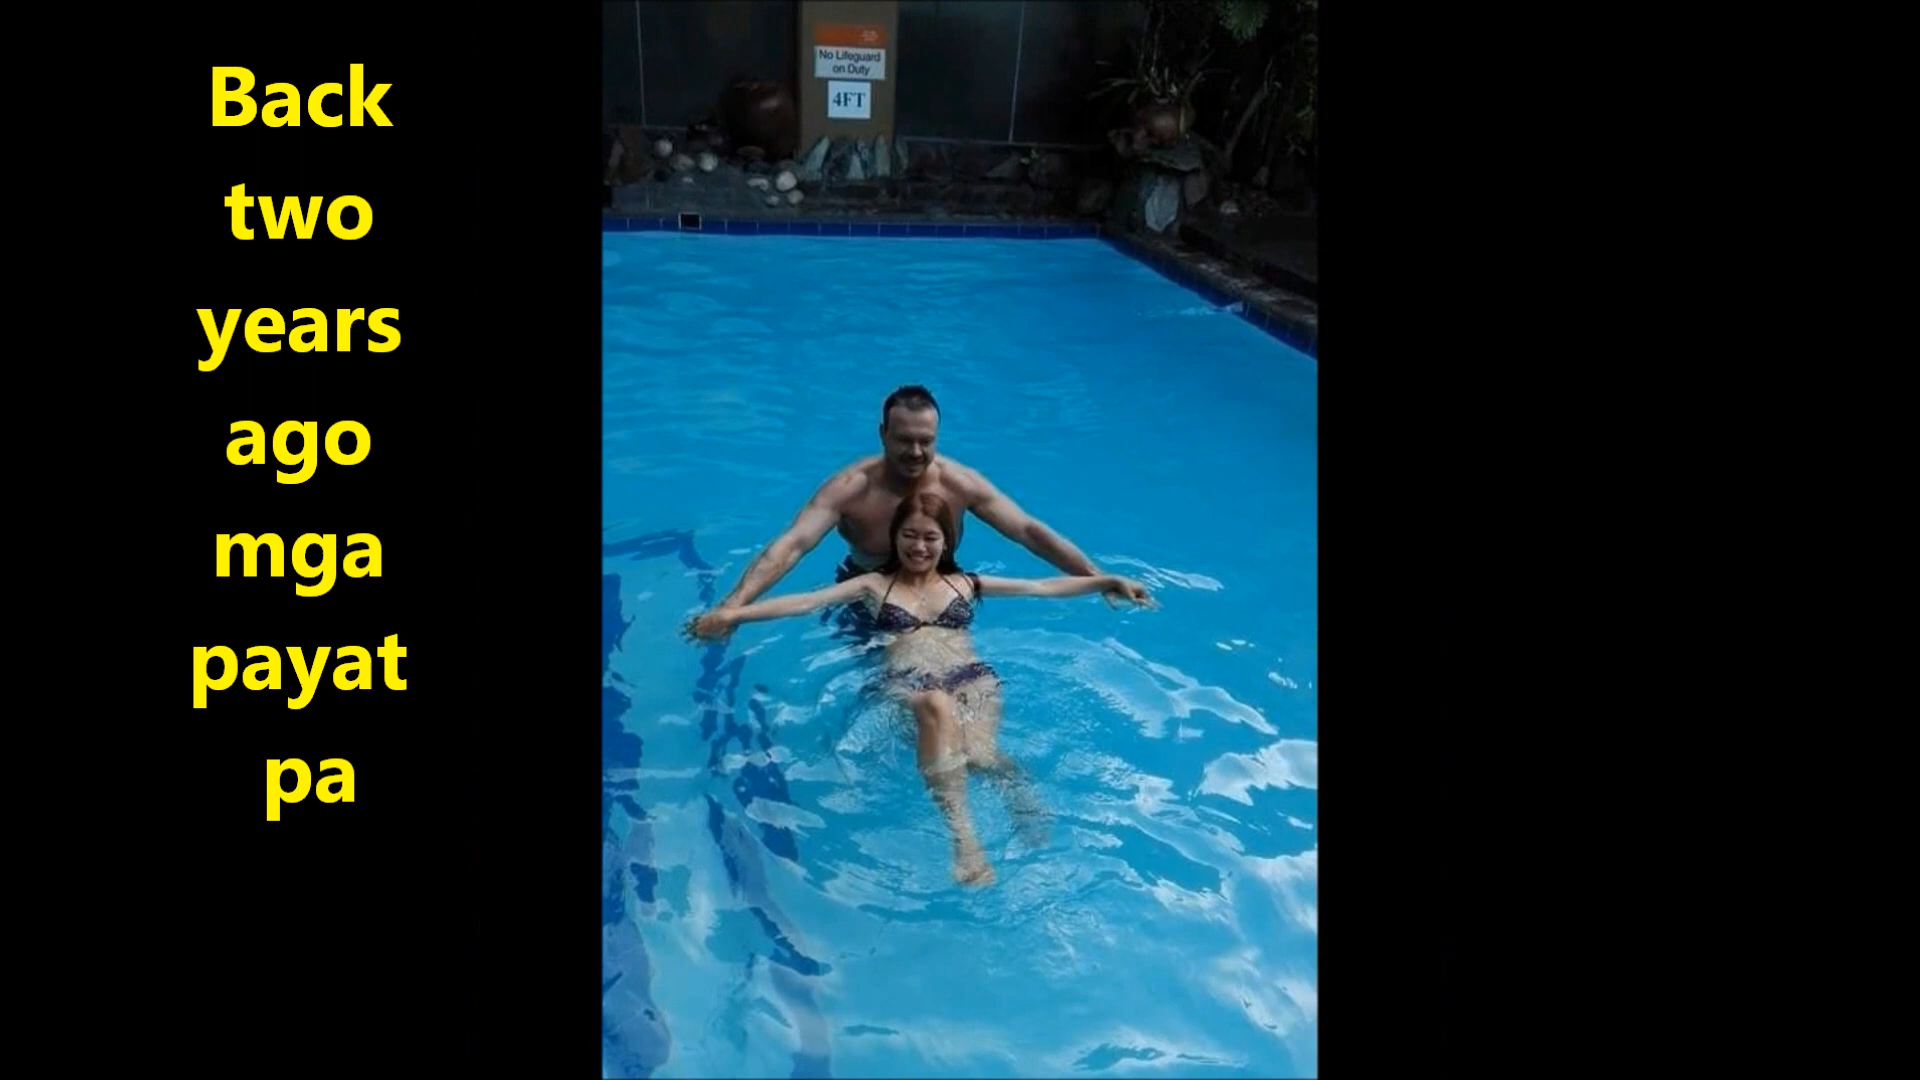 Back
two
years
ago
mga
payat
pa
No Lifeguard
on Duty
4FT